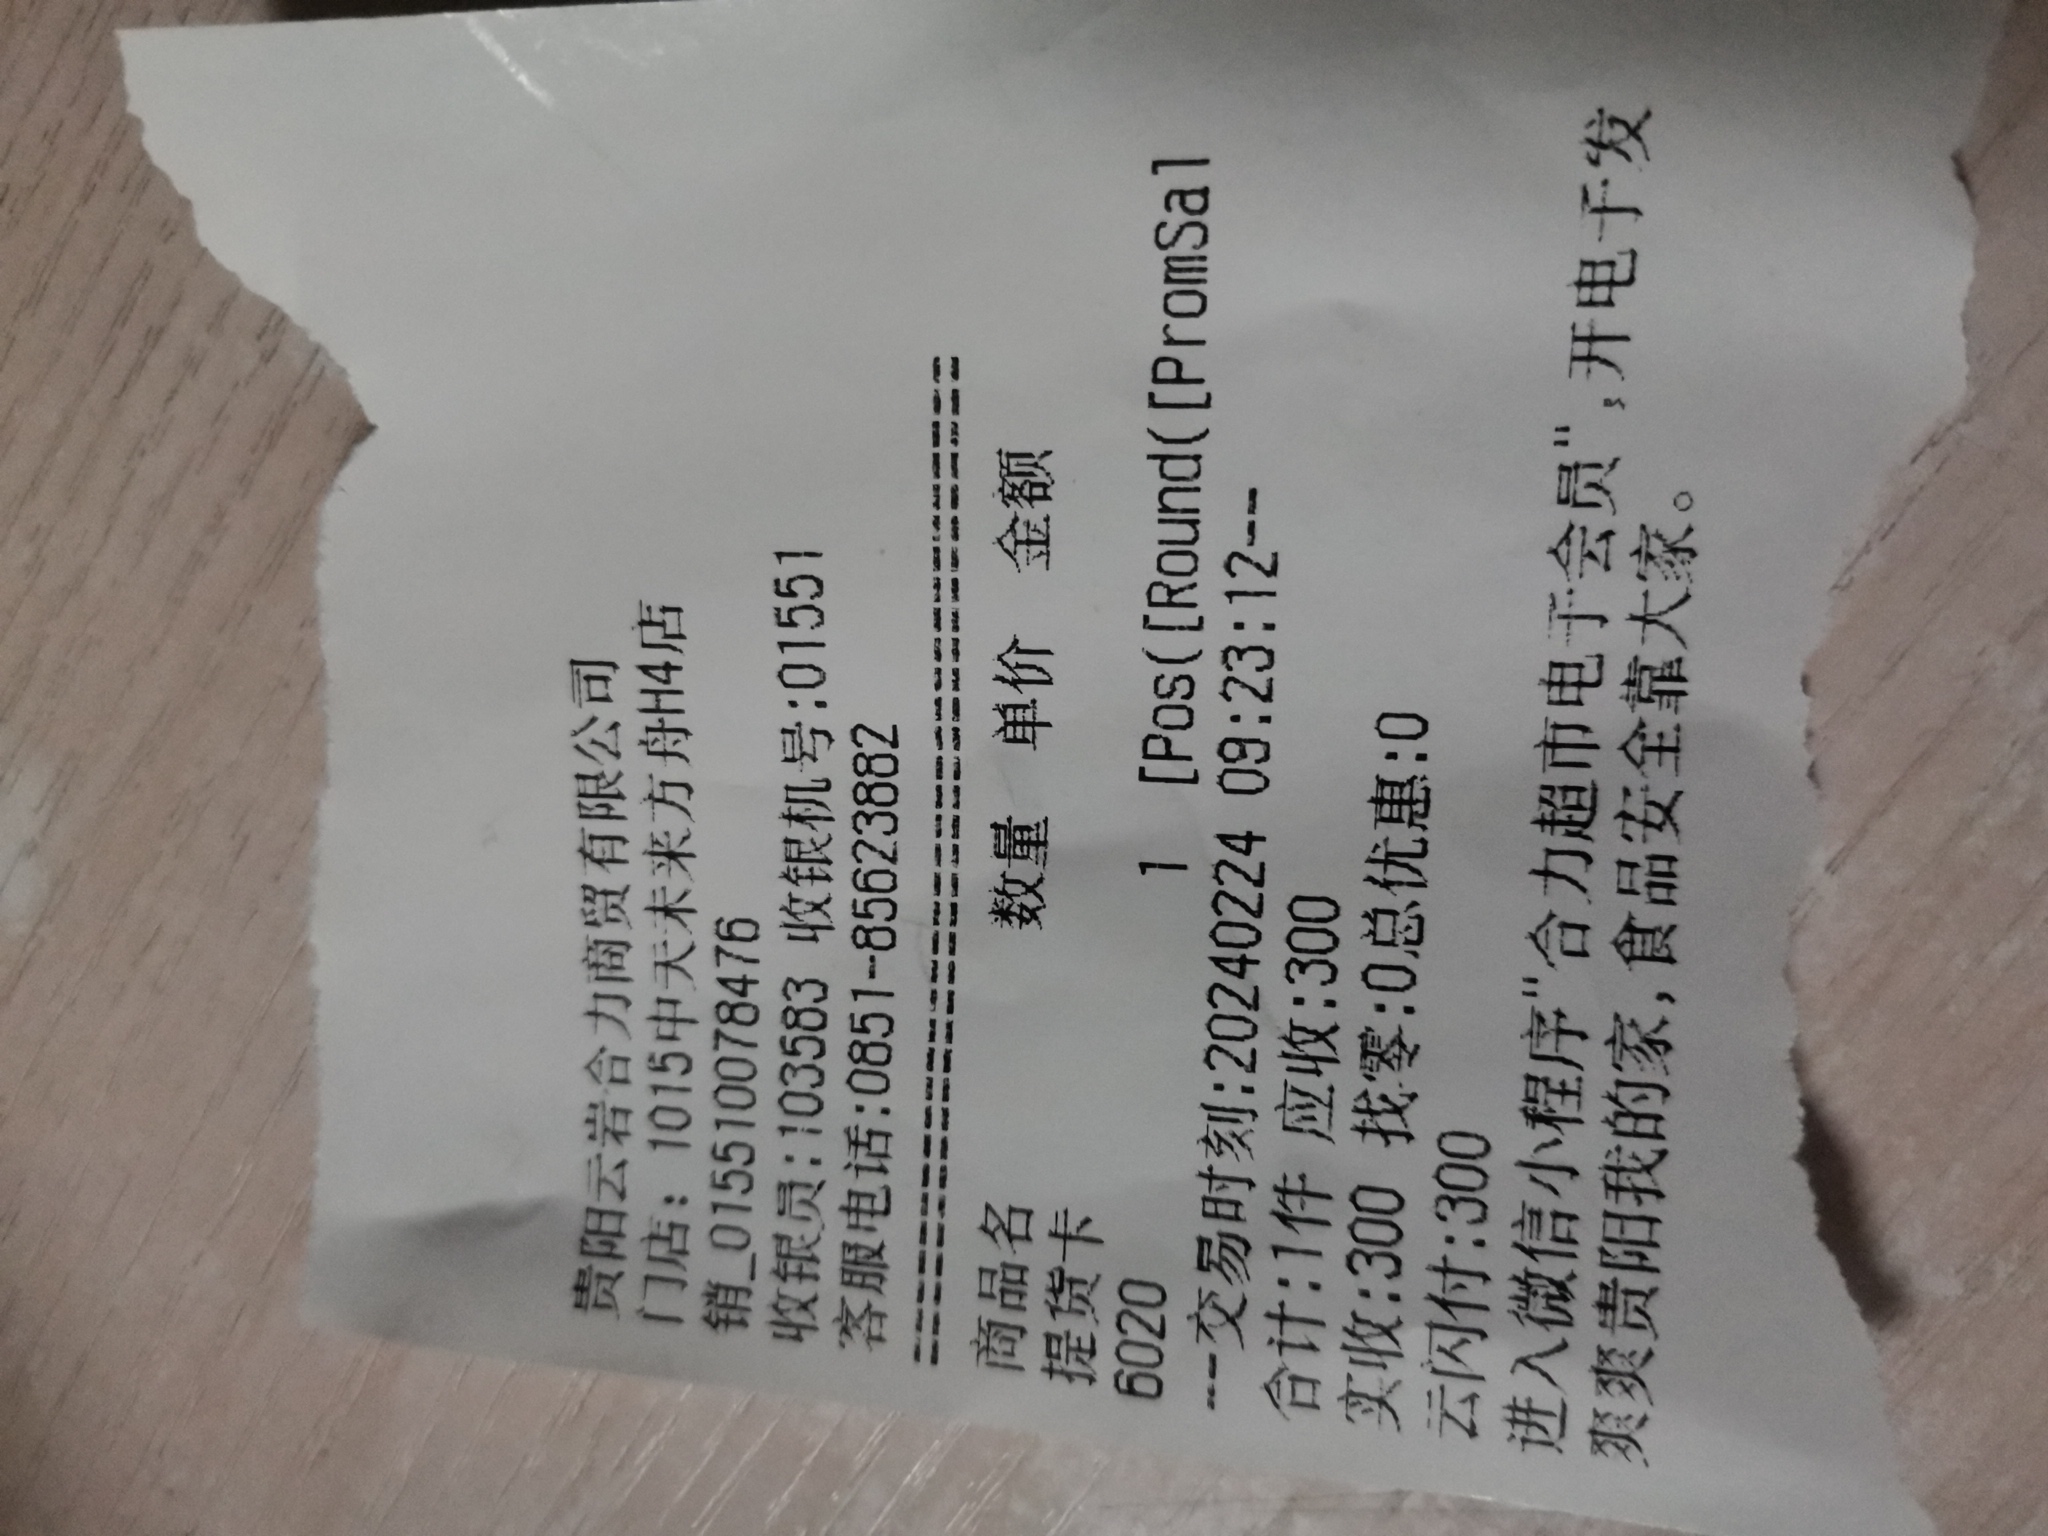 贵阳云岩合力商贸有限公司
门店: 1015中天未来方舟H4店
销_015510078476
收银员:103583 收银机号:01551
客服电话:0851-85623882
================================
商品名 数量 单价 金额
提货卡
6020 1 [Pos([Round([PromSal
---交易时刻:20240224 09:23:12--
合计:1件 应收:300
实收:300 找零:0总优惠:0
云闪付:300
进入微信小程序"合力超市电子会员",开电子发
爽爽贵阳我的家,食品安全靠大家。